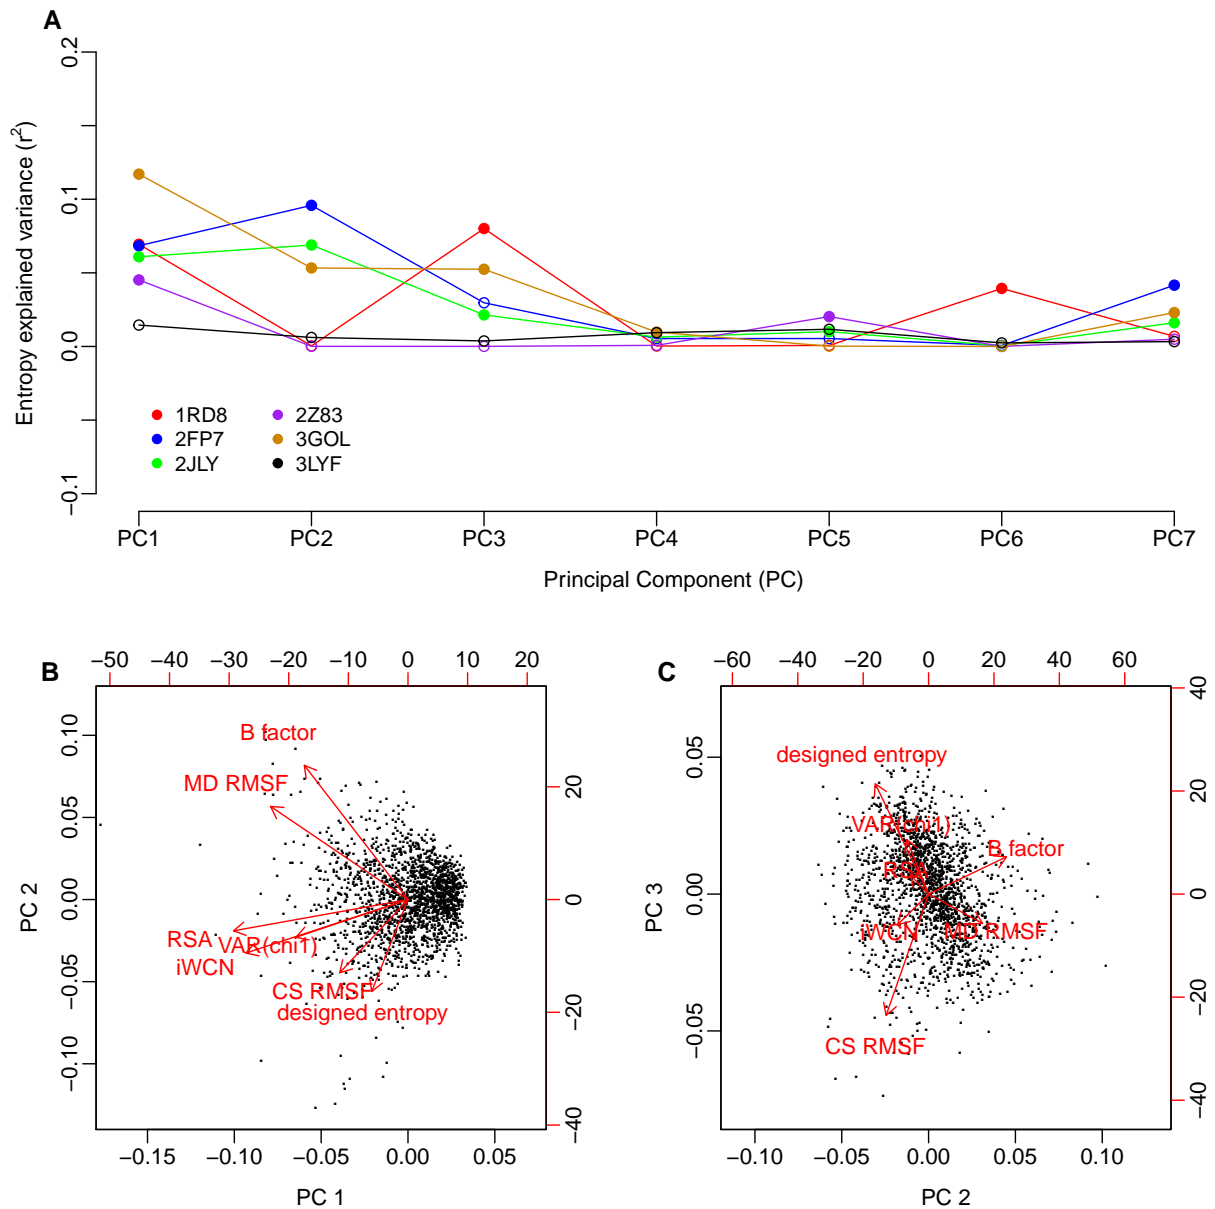 A
Entropy explained variance (r²)
0.2
0.1
0.0
−0.1
1RD8
2FP7
2JLY
2Z83
3GOL
3LYF
PC1 PC2 PC3 PC4 PC5 PC6 PC7
Principal Component (PC)
B
−50 −40 −30 −20 −10 0 10 20
PC 2
0.10
0.05
0.00
−0.05
−0.10
20
0
−20
−40
B factor
MD RMSF
RSA
VAR(chi1)
iWCN
CS RMSF
designed entropy
−0.15 −0.10 −0.05 0.00 0.05
PC 1
C
−60 −40 −20 0 20 40 60
PC 3
0.05
0.00
−0.05
40
20
0
−20
−40
designed entropy
VAR(chi1)
B factor
RSA
iWCN
MD RMSF
CS RMSF
−0.10 −0.05 0.00 0.05 0.10
PC 2